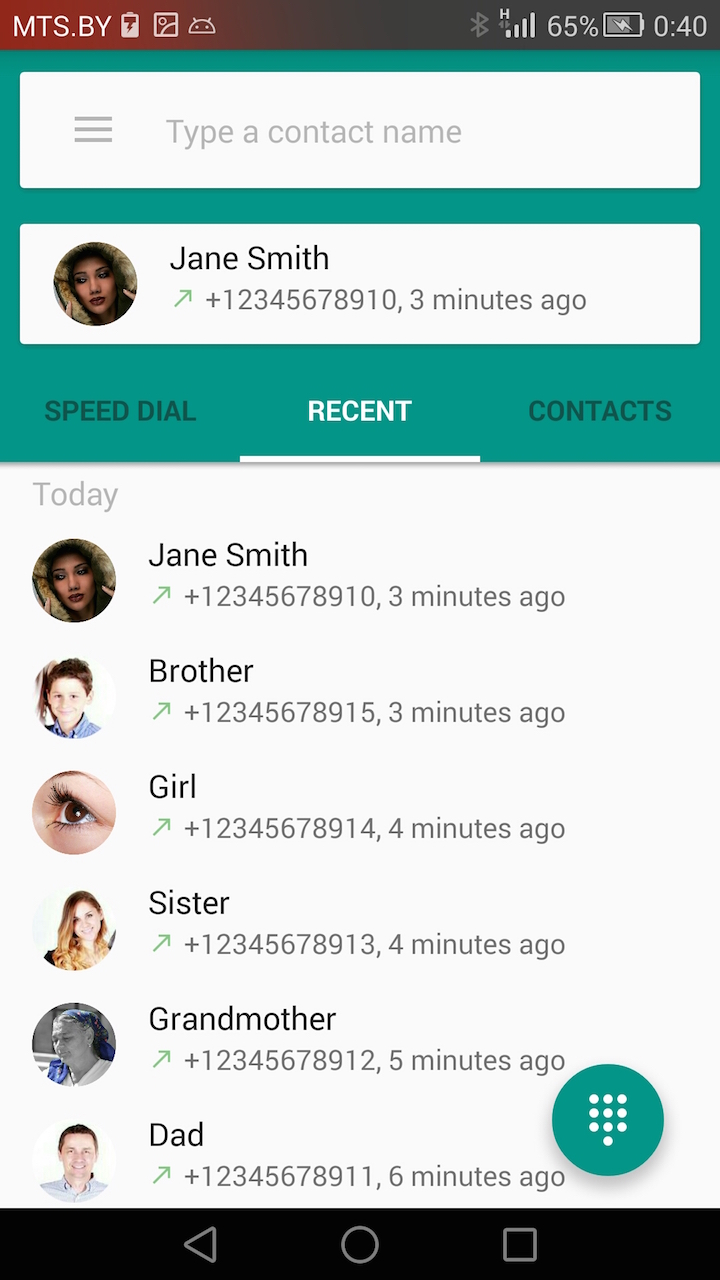 MTS.BY H 65% 0:40
Type a contact name
Jane Smith
+12345678910, 3 minutes ago
SPEED DIAL RECENT CONTACTS
Today
Jane Smith
+12345678910, 3 minutes ago
Brother
+12345678915, 3 minutes ago
Girl
+12345678914, 4 minutes ago
Sister
+12345678913, 4 minutes ago
Grandmother
+12345678912, 5 minutes ago
Dad
+12345678911, 6 minutes ago